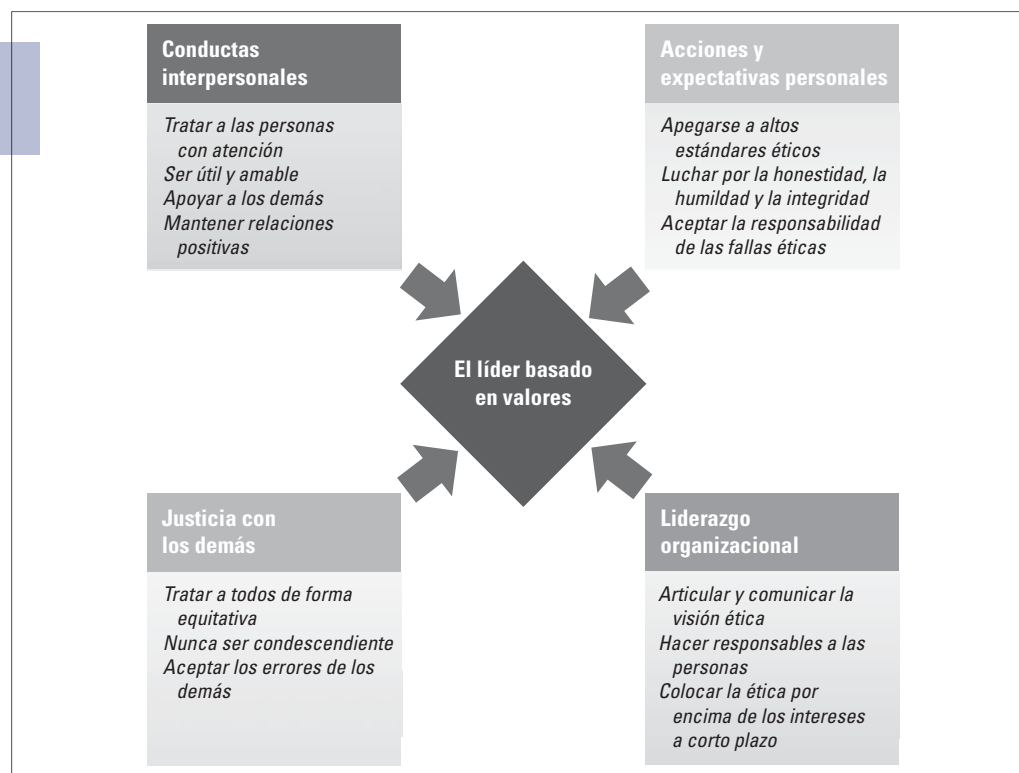 Conductas
interpersonales
Tratar a las personas
con atención
Ser útil y amable
Apoyar a los demás
Mantener relaciones
positivas
Acciones y
expectativas personales
Apegarse a altos
estándares éticos
Luchar por la honestidad, la
humildad y la integridad
Aceptar la responsabilidad
de las fallas éticas
El líder basado
en valores
Justicia con
los demás
Tratar a todos de forma
equitativa
Nunca ser condescendiente
Aceptar los errores de los
demás
Liderazgo
organizacional
Articular y comunicar la
visión ética
Hacer responsables a las
personas
Colocar la ética por
encima de los intereses
a corto plazo